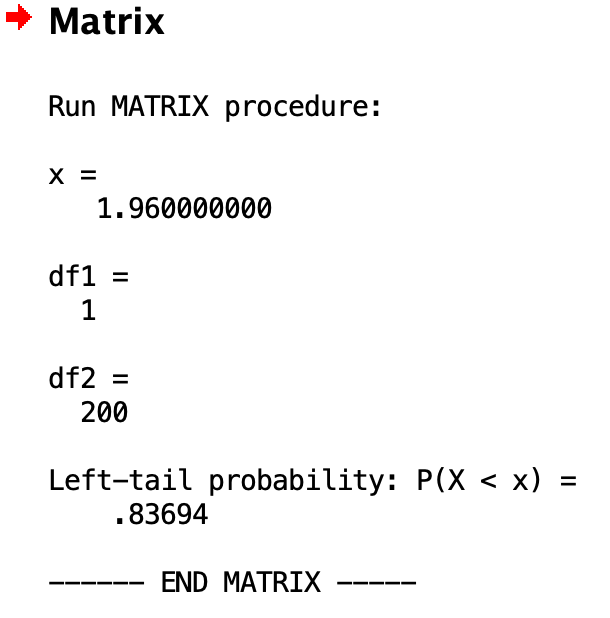 Matrix
Run MATRIX procedure:
x =
1.960000000
df1 =
1
df2 =
200
Left-tail probability: P(X < x) =
.83694
------ END MATRIX -----